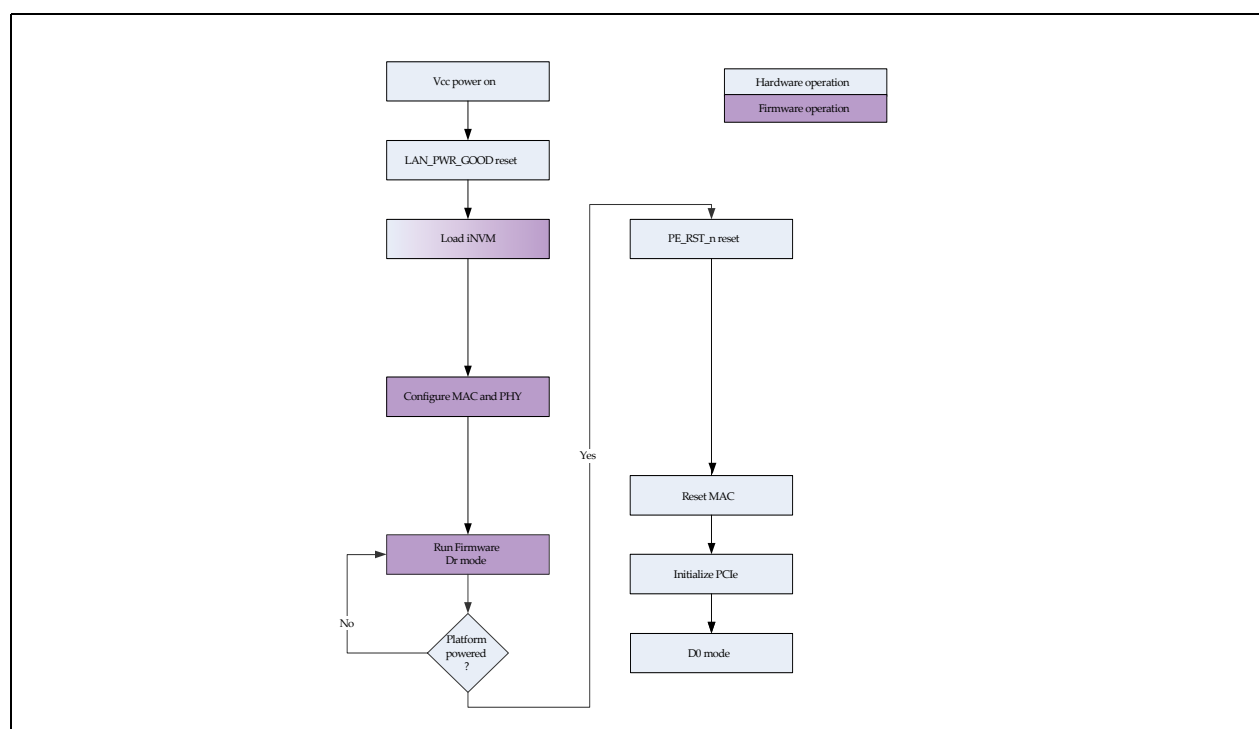 Vcc power on
LAN_PWR_GOOD reset
Load iNVM
Configure MAC and PHY
Run Firmware
Dr mode
Platform
powered
?
No
Yes
Hardware operation
Firmware operation
PE_RST_n reset
Reset MAC
Initialize PCIe
D0 mode